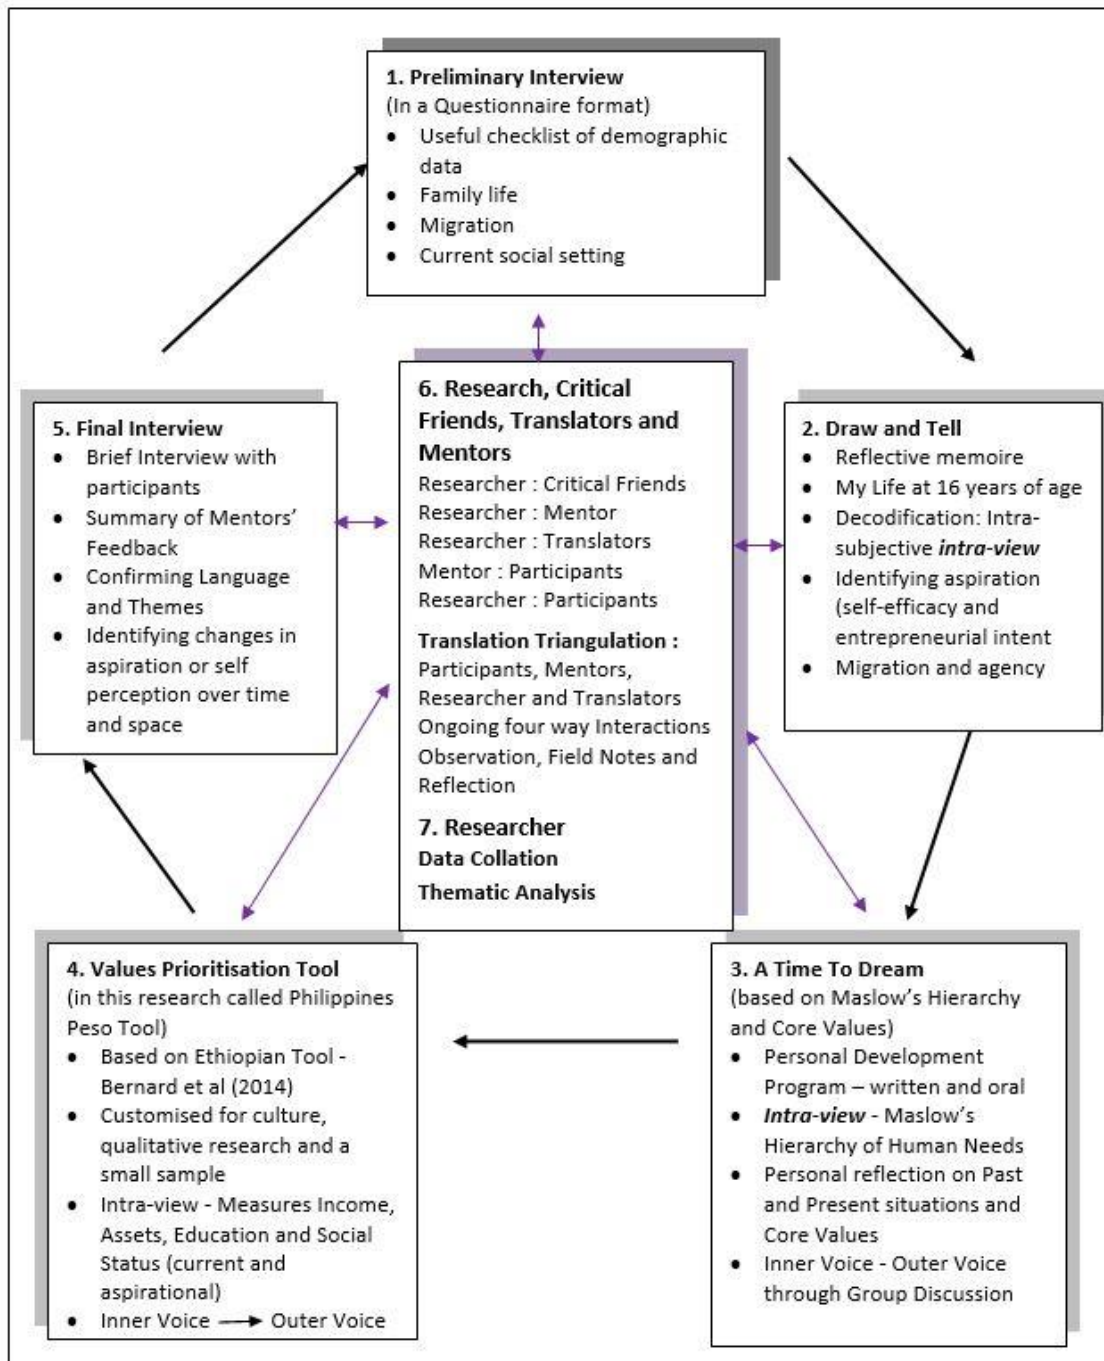 1. Preliminary Interview
(In a Questionnaire format)
● Useful checklist of demographic
data
● Family life
● Migration
● Current social setting
5. Final Interview
● Brief Interview with
participants
● Summary of Mentors'
Feedback
● Confirming Language
and Themes
● Identifying changes in
aspiration or self
perception over time
and space
6. Research, Critical
Friends, Translators and
Mentors
Researcher : Critical Friends
Researcher : Mentor
Researcher : Translators
Mentor : Participants
Researcher : Participants
Translation Triangulation :
Participants, Mentors,
Researcher and Translators
Ongoing four way Interactions
Observation, Field Notes and
Reflection
7. Researcher
Data Collation
Thematic Analysis
2. Draw and Tell
● Reflective memoire
● My Life at 16 years of age
● Decodification: Intra-
subjective intra-view
● Identifying aspiration
(self-efficacy and
entrepreneurial intent
● Migration and agency
4. Values Prioritisation Tool
(in this research called Philippines
Peso Tool)
● Based on Ethiopian Tool -
Bernard et al (2014)
● Customised for culture,
qualitative research and a
small sample
● Intra-view - Measures Income,
Assets, Education and Social
Status (current and
aspirational)
● Inner Voice → Outer Voice
3. A Time To Dream
(based on Maslow's Hierarchy
and Core Values)
● Personal Development
Program – written and oral
● Intra-view - Maslow's
Hierarchy of Human Needs
● Personal reflection on Past
and Present situations and
Core Values
● Inner Voice - Outer Voice
through Group Discussion